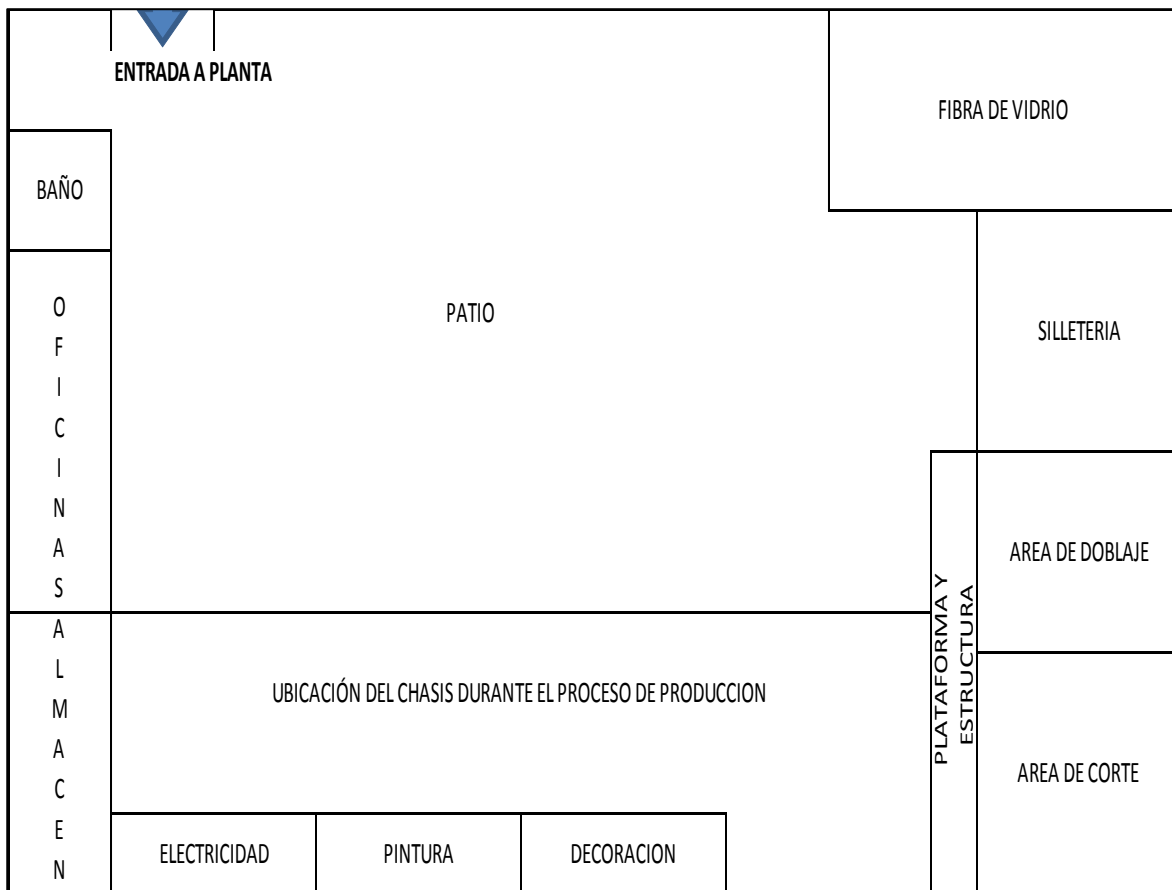 ENTRADA A PLANTA
FIBRA DE VIDRIO
BAÑO
OFICINAS
PATIO
SILLETERIA
AREA DE DOBLAJE
PLATAFORMA Y
ESTRUCTURA
ALMACEN
UBICACIÓN DEL CHASIS DURANTE EL PROCESO DE PRODUCCION
AREA DE CORTE
ELECTRICIDAD
PINTURA
DECORACION